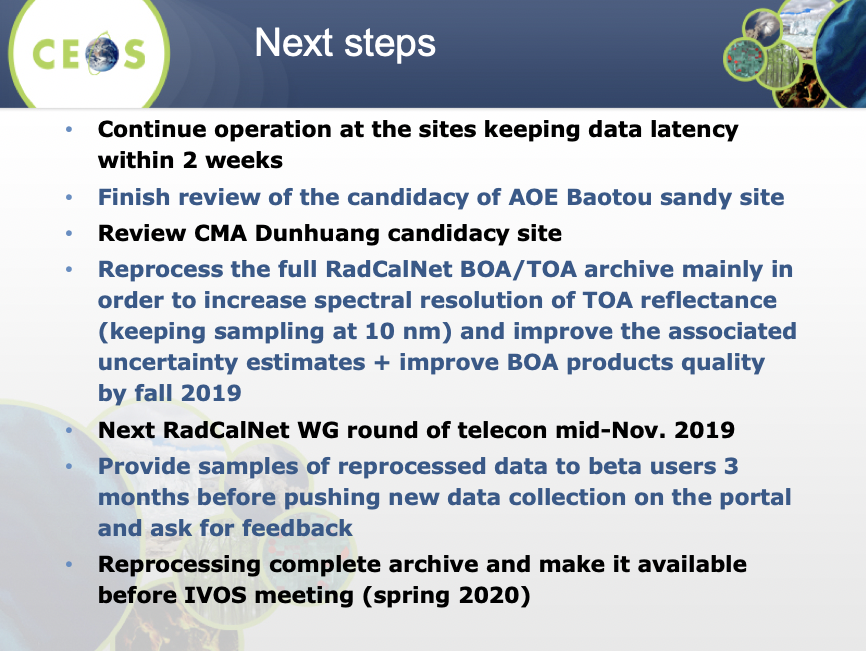 CEOS
Next steps
• Continue operation at the sites keeping data latency
within 2 weeks
• Finish review of the candidacy of AOE Baotou sandy site
• Review CMA Dunhuang candidacy site
• Reprocess the full RadCalNet BOA/TOA archive mainly in
order to increase spectral resolution of TOA reflectance
(keeping sampling at 10 nm) and improve the associated
uncertainty estimates + improve BOA products quality
by fall 2019
• Next RadCalNet WG round of telecon mid-Nov. 2019
• Provide samples of reprocessed data to beta users 3
months before pushing new data collection on the portal
and ask for feedback
• Reprocessing complete archive and make it available
before IVOS meeting (spring 2020)